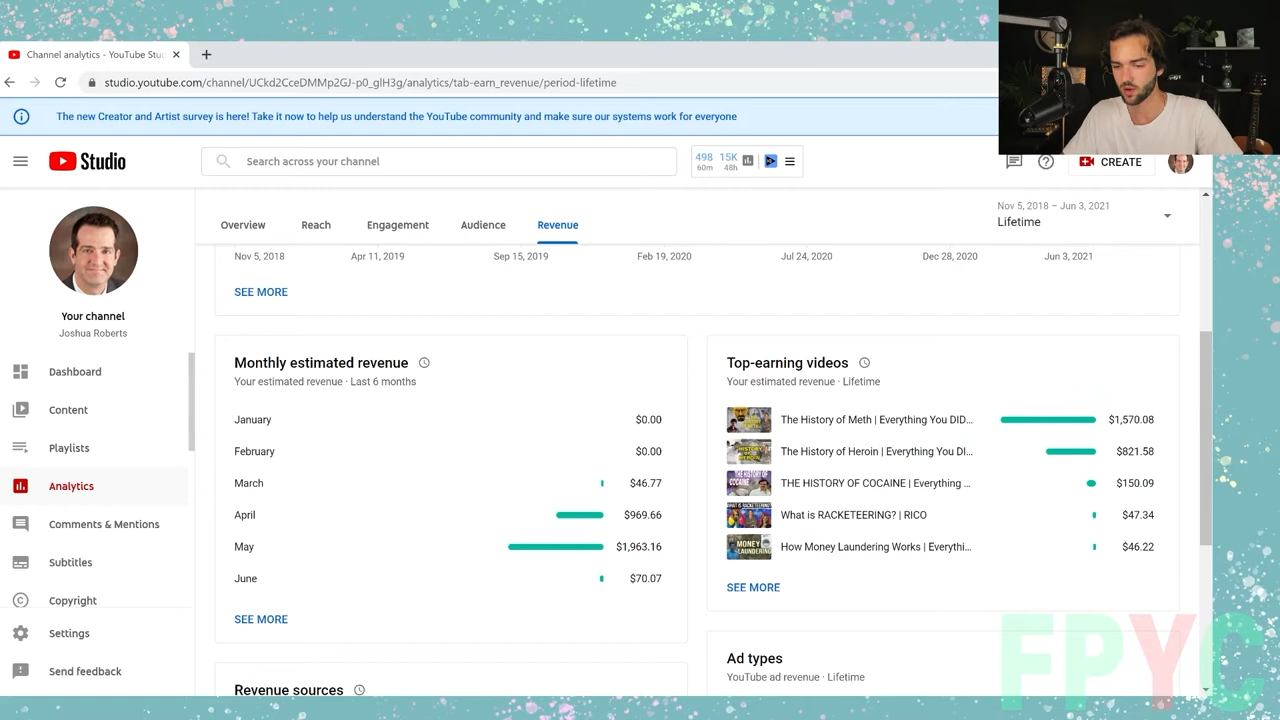 Channel analytics - YouTube Stu
studio.youtube.com/channel/UCkd2CceDMMp2GJ-p0_glH3g/analytics/tab-earn_revenue/period-lifetime
The new Creator and Artist survey is here! Take it now to help us understand the YouTube community and make sure our systems work for everyone
Studio
Search across your channel
498 15K
60m 48h
CREATE
Overview Reach Engagement Audience Revenue
Nov 5, 2018 – Jun 3, 2021
Lifetime
Nov 5, 2018 Apr 11, 2019 Sep 15, 2019 Feb 19, 2020 Jul 24, 2020 Dec 28, 2020 Jun 3, 2021
SEE MORE
Your channel
Joshua Roberts
Dashboard
Content
Playlists
Analytics
Comments & Mentions
Subtitles
Copyright
Settings
Send feedback
Monthly estimated revenue
Your estimated revenue · Last 6 months
January $0.00
February $0.00
March $46.77
April $969.66
May $1,963.16
June $70.07
SEE MORE
Top-earning videos
Your estimated revenue · Lifetime
The History of Meth | Everything You DID... $1,570.08
The History of Heroin | Everything You DI... $821.58
THE HISTORY OF COCAINE | Everything ... $150.09
What is RACKETEERING? | RICO $47.34
How Money Laundering Works | Everythi... $46.22
SEE MORE
Revenue sources
Ad types
YouTube ad revenue · Lifetime
FPYC